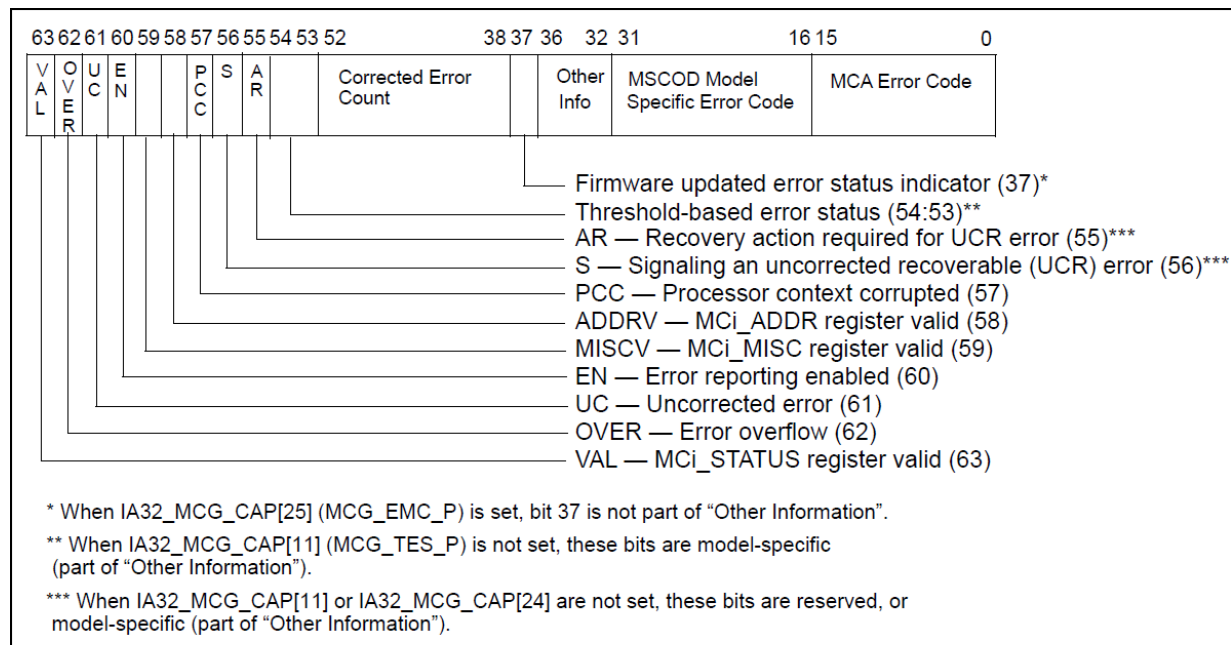 63 62 61 60 59 58 57 56 55 54 53 52 38 37 36 32 31 16 15 0
VAL OVER UC EN PCC S AR Corrected Error Count Other Info MSCOD Model Specific Error Code MCA Error Code
Firmware updated error status indicator (37)*
Threshold-based error status (54:53)**
AR — Recovery action required for UCR error (55)***
S — Signaling an uncorrected recoverable (UCR) error (56)***
PCC — Processor context corrupted (57)
ADDRV — MCi_ADDR register valid (58)
MISCV — MCi_MISC register valid (59)
EN — Error reporting enabled (60)
UC — Uncorrected error (61)
OVER — Error overflow (62)
VAL — MCi_STATUS register valid (63)
* When IA32_MCG_CAP[25] (MCG_EMC_P) is set, bit 37 is not part of “Other Information”.
** When IA32_MCG_CAP[11] (MCG_TES_P) is not set, these bits are model-specific
(part of “Other Information”).
*** When IA32_MCG_CAP[11] or IA32_MCG_CAP[24] are not set, these bits are reserved, or
model-specific (part of “Other Information”).